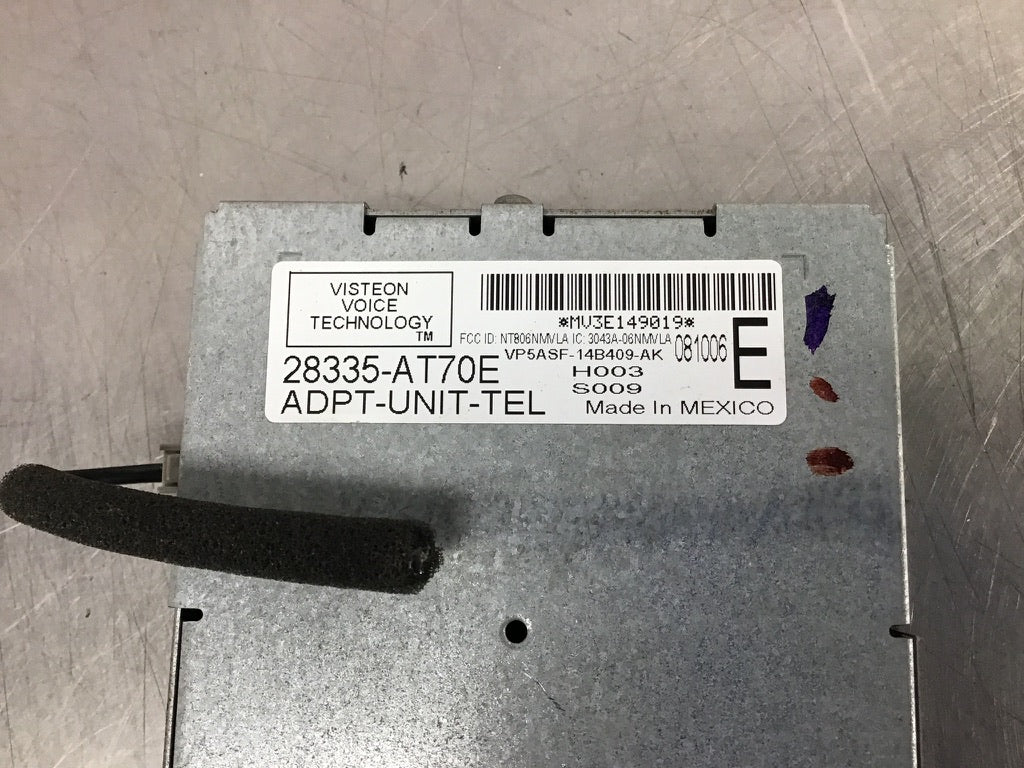 VISTEON
VOICE
TECHNOLOGY
TM
*MV3E149019*
FCC ID: NT806NMVLA IC: 3043A-06NMVLA
VP5ASF-14B409-AK
081006
E
28335-AT70E
H003
S009
ADPT-UNIT-TEL
Made In MEXICO